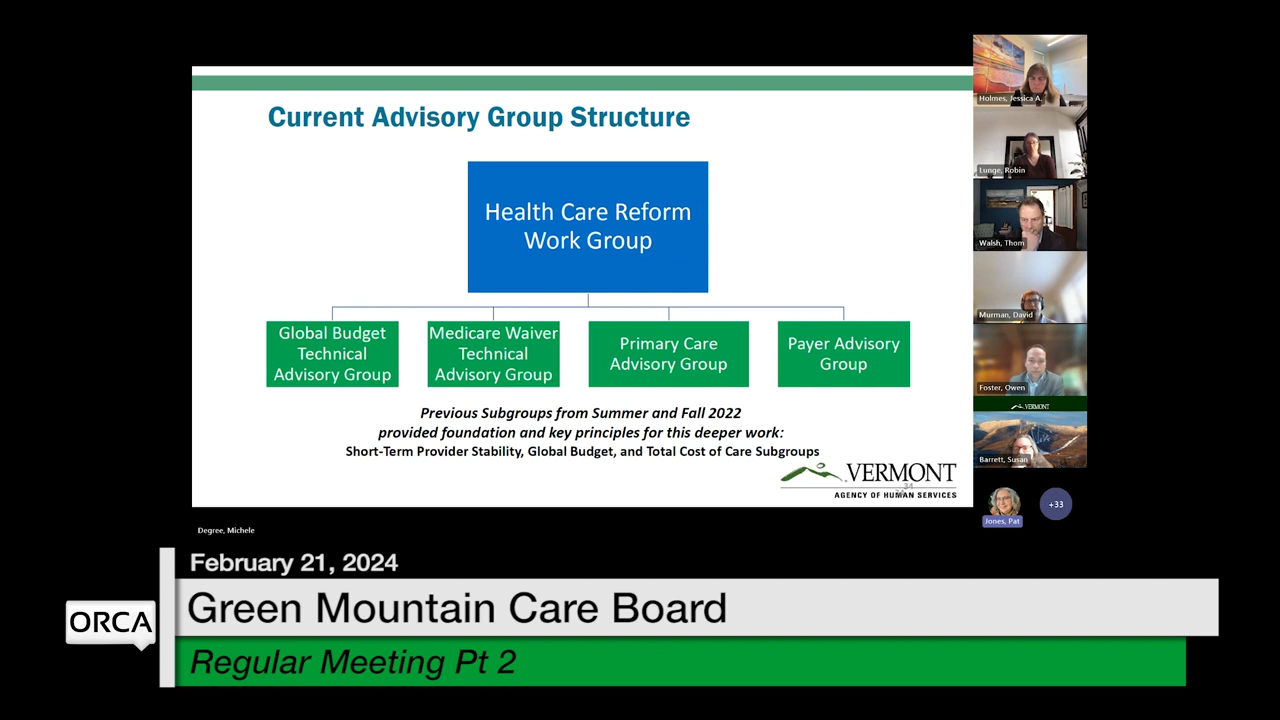 Current Advisory Group Structure
Health Care Reform
Work Group
Global Budget
Technical
Advisory Group
Medicare Waiver
Technical
Advisory Group
Primary Care
Advisory Group
Payer Advisory
Group
Previous Subgroups from Summer and Fall 2022
provided foundation and key principles for this deeper work:
Short-Term Provider Stability, Global Budget, and Total Cost of Care Subgroups
VERMONT
AGENCY OF HUMAN SERVICES
Holmes, Jessica A.
Lunge, Robin
Walsh, Thom
Murman, David
Foster, Owen
VERMONT
Barrett, Susan
Jones, Pat
+33
Degree, Michele
February 21, 2024
ORCA
Green Mountain Care Board
Regular Meeting Pt 2